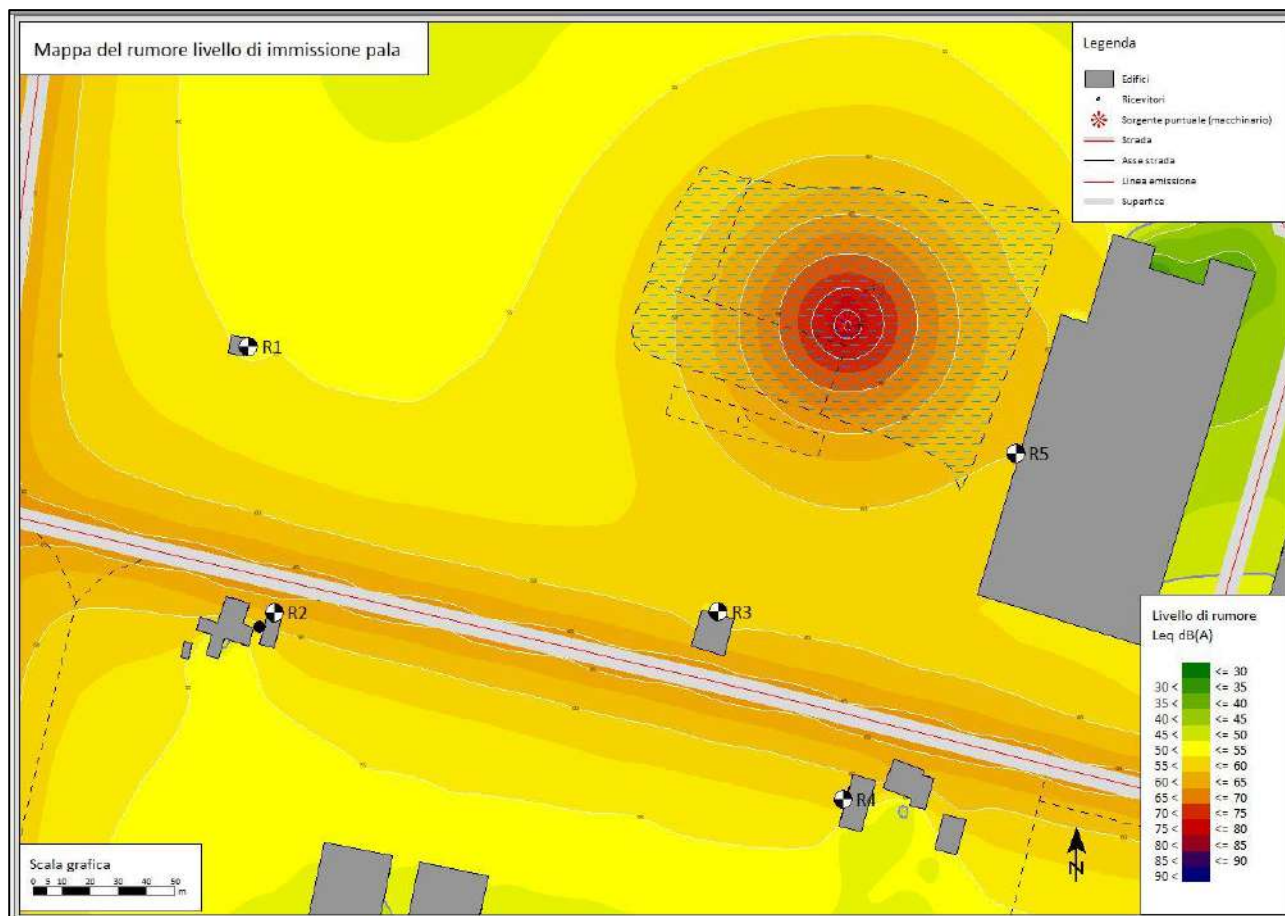 Mappa del rumore livello di immissione pala
Legenda
Edifici
Ricevitori
Sorgente puntuale (macchinario)
Strada
Asse strada
Linea emissione
Superfice
R1
R5
R2
R3
R4
Livello di rumore
Leq dB(A)
<= 30
30 < <= 35
35 < <= 40
40 < <= 45
45 < <= 50
50 < <= 55
55 < <= 60
60 < <= 65
65 < <= 70
70 < <= 75
75 < <= 80
80 < <= 85
85 < <= 90
90 <
Scala grafica
0 5 10 20 30 40 50
m
N